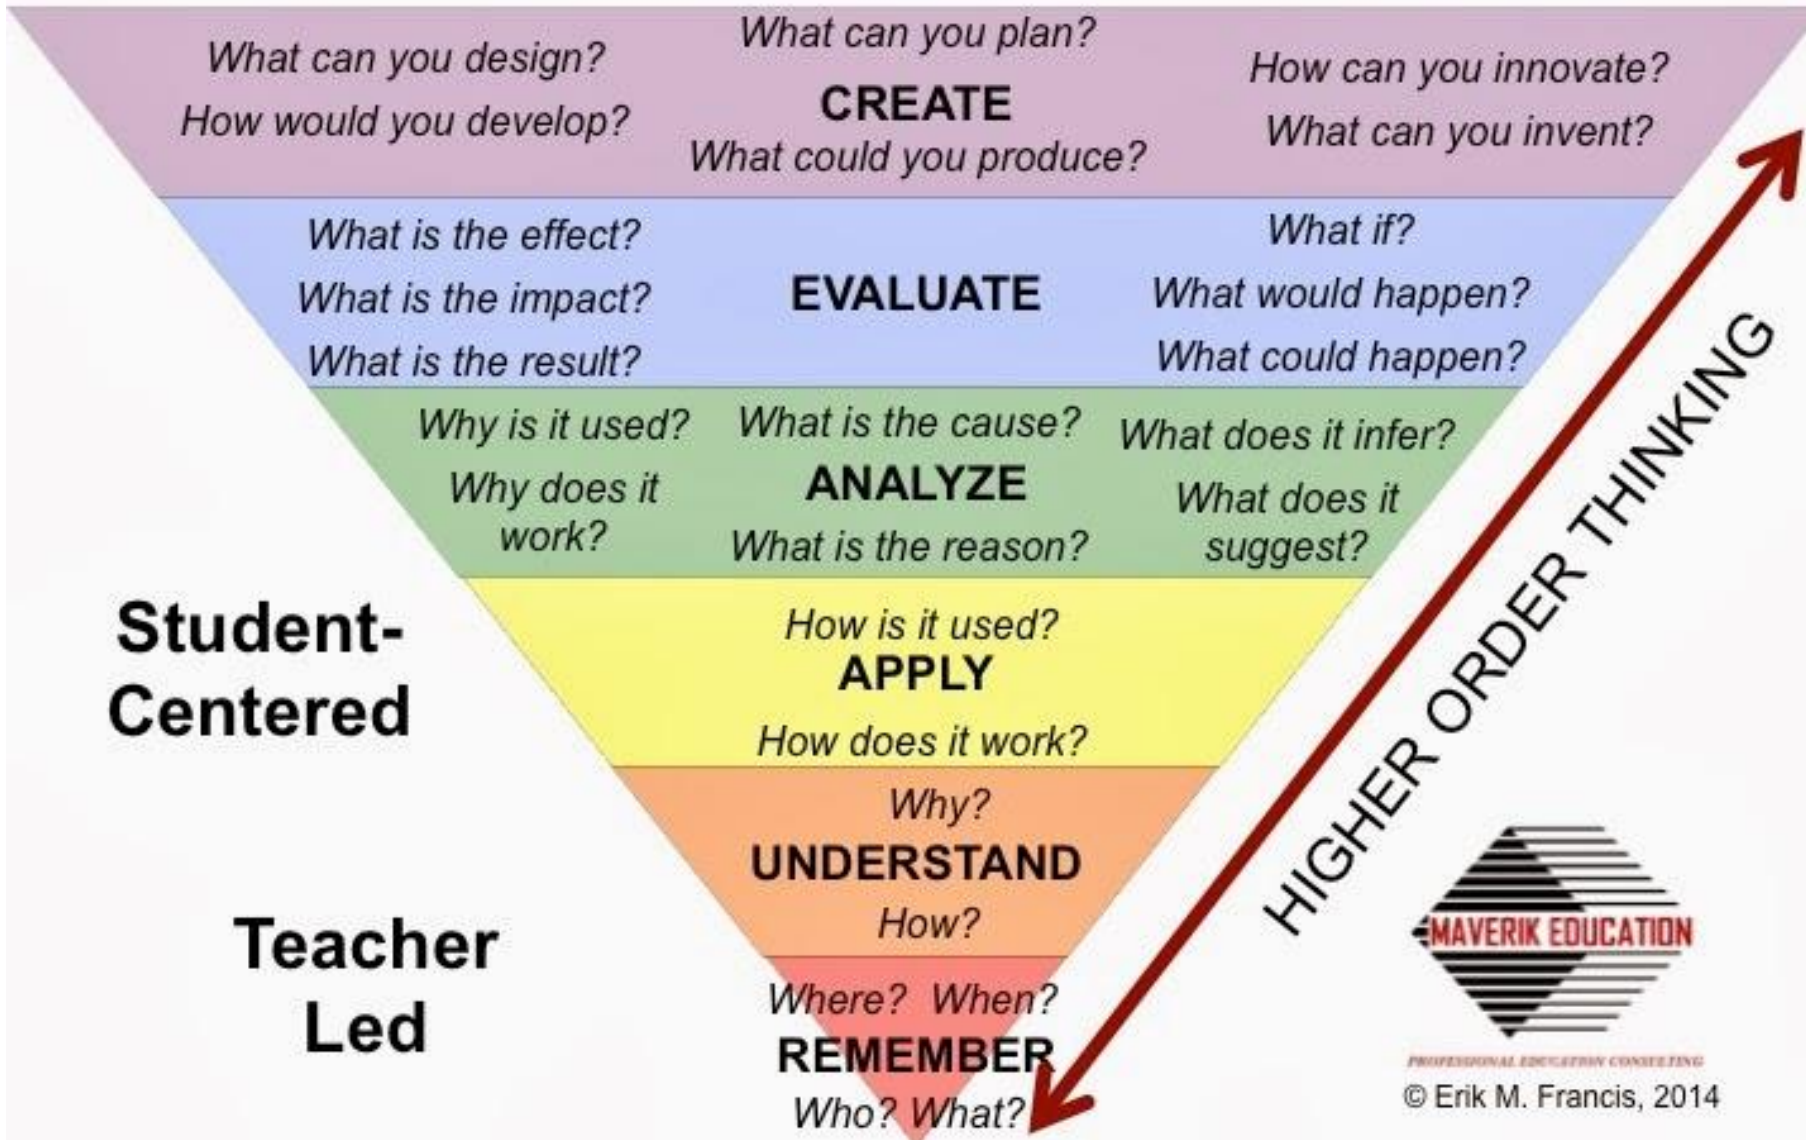 What can you plan?
What can you design?
How can you innovate?
CREATE
How would you develop?
What can you invent?
What could you produce?
What is the effect?
What if?
What is the impact?
EVALUATE
What would happen?
What is the result?
What could happen?
Why is it used?
What is the cause?
What does it infer?
Why does it
work?
ANALYZE
What does it
suggest?
What is the reason?
How is it used?
APPLY
How does it work?
Why?
UNDERSTAND
How?
Where? When?
REMEMBER
Who? What?
Student-
Centered
Teacher
Led
HIGHER ORDER THINKING
MAVERIK EDUCATION
PROFESSIONAL EDUCATION CONSULTING
© Erik M. Francis, 2014